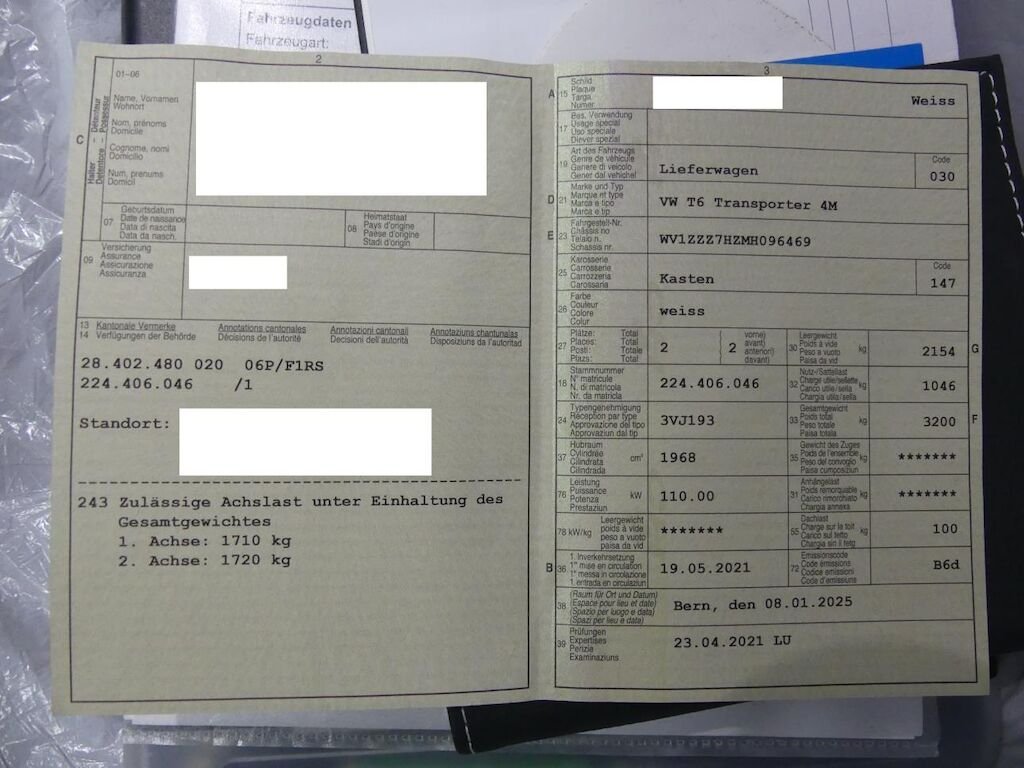 Fahrzeugdaten
Fahrzeugart:
2
01-06
C
Halter - Détenteur
Detentore - Possessur
Name, Vornamen
Wohnort
Nom, prénoms
Domicile
Cognome, nomi
Domicilio
Num, prenums
Domicil
07
Geburtsdatum
Date de naissance
Data di nascita
Data da nasch.
08
Heimatstaat
Pays d'origine
Paese d'origine
Stadi d'origin
09
Versicherung
Assurance
Assicurazione
Assicuranza
13 Kantonale Vermerke Annotations cantonales Annotazioni cantonali Annotaziuns chantunalas
14 Verfügungen der Behörde Décisions de l'autorité Decisioni dell'autorità Disposiziuns da l'autoritad
28.402.480 020 06P/F1RS
224.406.046 /1
Standort:
243 Zulässige Achslast unter Einhaltung des
Gesamtgewichtes
1. Achse: 1710 kg
2. Achse: 1720 kg
3
A 15
Schild
Plaque
Targa
Numer
Weiss
17
Bes. Verwendung
Usage spécial
Uso speciale
Diever spezial
19
Art des Fahrzeugs
Genre de véhicule
Genere di veicolo
Gener dal vehichel
Lieferwagen
Code
030
D 21
Marke und Typ
Marque et type
Marca e tipo
Marca e tip
VW T6 Transporter 4M
E 23
Fahrgestell-Nr.
Châssis no
Telaio n.
Schassis nr.
WV1ZZZ7HZMH096469
25
Karosserie
Carrosserie
Carrozzeria
Carossaria
Kasten
Code
147
26
Farbe
Couleur
Colore
Colur
weiss
27
Plätze: Total
Places: Total
Posti: Totale
Plazs: Total
2
2
vorne)
avant)
anteriori)
davant)
30
Leergewicht
Poids à vide
Peso a vuoto
Paisa da vid
kg
2154
G
18
Stammnummer
N° matricule
N. di matricola
Nr. da matricla
224.406.046
32
Nutz-/Sattellast
Charge utile/sellette
Carico utile/sella
Chargia utila/sella
kg
1046
24
Typengenehmigung
Réception par type
Approvazione del tipo
Approvaziun dal tip
3VJ193
33
Gesamtgewicht
Poids total
Peso totale
Paisa totala
kg
3200
F
37
Hubraum
Cylindrée
Cilindrata
Cilindrada
cm³
1968
35
Gewicht des Zuges
Poids de l'ensemble
Peso del convoglio
Paisa cumposiziun
kg
*******
76
Leistung
Puissance
Potenza
Prestaziun
kW
110.00
31
Anhängelast
Poids remorquable
Carico rimorchiato
Chargia annexa
kg
*******
78 kW/kg
Leergewicht
poids à vide
peso a vuoto
paisa da vid
*******
55
Dachlast
Charge sur le toit
Carico sul tetto
Chargia sin il tetg
kg
100
B 36
1. Inverkehrsetzung
1re mise en circulation
1a messa in circolazione
1. entrada en circulaziun
19.05.2021
72
Emissionscode
Code émissions
Codice emissioni
Code d'emissiuns
B6d
38
(Raum für Ort und Datum)
(Espace pour lieu et date)
(Spazio per luogo e data)
(Spazi per lieu e data)
Bern, den 08.01.2025
39
Prüfungen
Expertises
Perizie
Examinaziuns
23.04.2021 LU